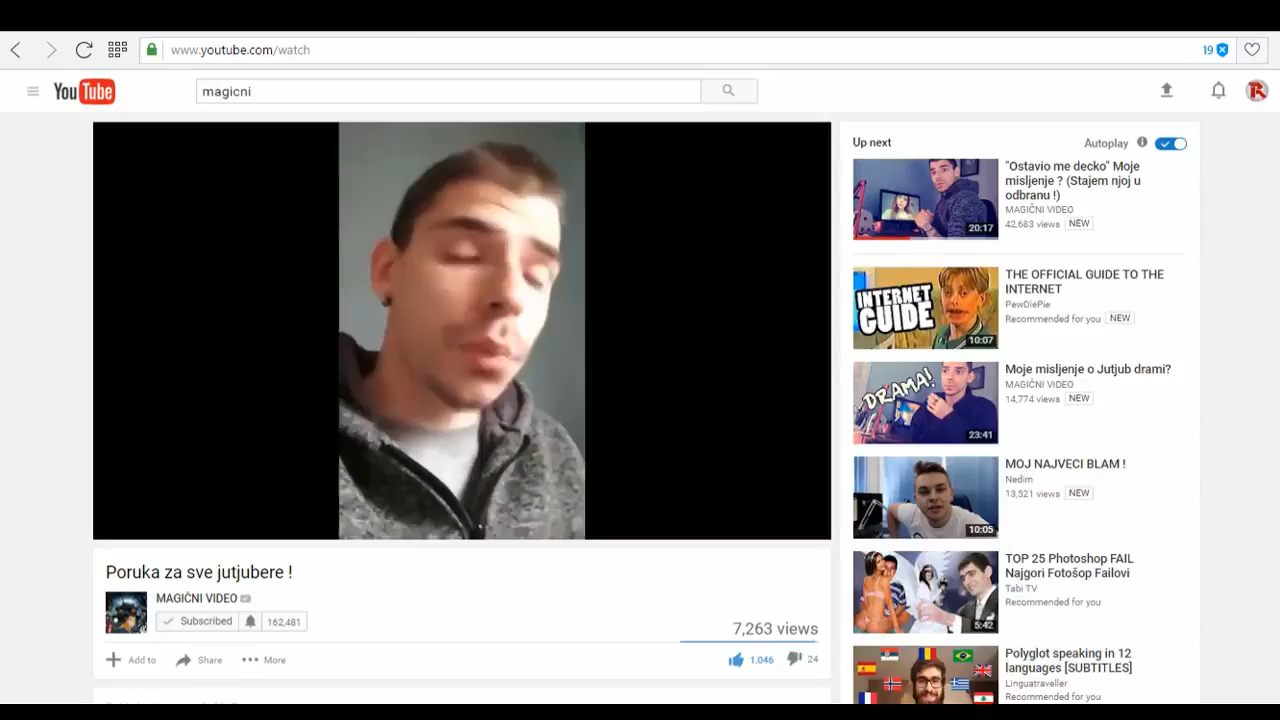 www.youtube.com/watch
19
YouTube
magicni
Up next
Autoplay
"Ostavio me decko" Moje
misljenje ? (Stajem njoj u
odbranu !)
MAGIČNI VIDEO
42,683 views NEW
20:17
INTERNET
GUIDE
10:07
THE OFFICIAL GUIDE TO THE
INTERNET
PewDiePie
Recommended for you NEW
DRAMA!
23:41
Moje misljenje o Jutjub drami?
MAGIČNI VIDEO
14,774 views NEW
10:05
MOJ NAJVECI BLAM !
Nedim
13,521 views NEW
5:42
TOP 25 Photoshop FAIL
Najgori Fotošop Failovi
Tabi TV
Recommended for you
Polyglot speaking in 12
languages [SUBTITLES]
Linguatraveller
Recommended for you
Poruka za sve jutjubere !
MAGIČNI VIDEO
Subscribed 162,481
7,263 views
Add to Share More
1,046 24